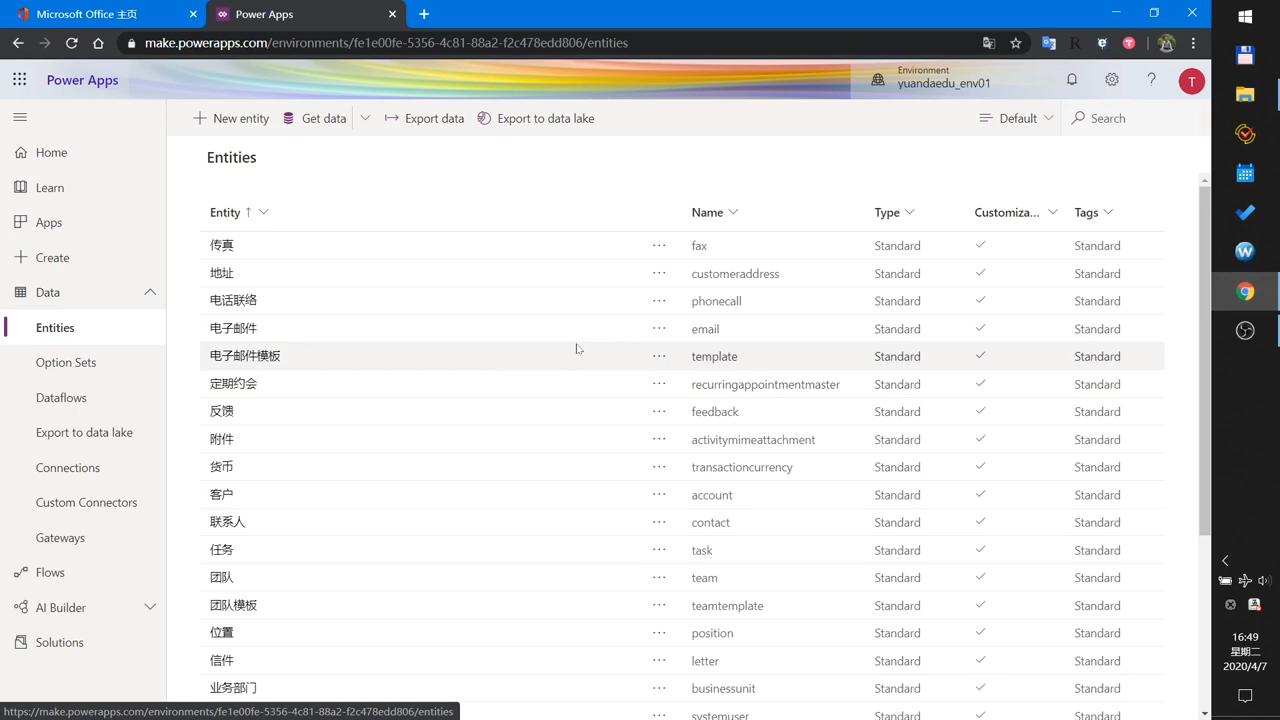 Microsoft Office 主页
Power Apps
make.powerapps.com/environments/fe1e00fe-5356-4c81-88a2-f2c478edd806/entities
Power Apps
Environment
yuandaedu_env01
T
New entity
Get data
Export data
Export to data lake
Default
Search
Home
Learn
Apps
Create
Data
Entities
Option Sets
Dataflows
Export to data lake
Connections
Custom Connectors
Gateways
Flows
AI Builder
Solutions
Entities
Entity ↑ Name Type Customiza... Tags
传真 ··· fax Standard ✓ Standard
地址 ··· customeraddress Standard ✓ Standard
电话联络 ··· phonecall Standard ✓ Standard
电子邮件 ··· email Standard ✓ Standard
电子邮件模板 ··· template Standard ✓ Standard
定期约会 ··· recurringappointmentmaster Standard ✓ Standard
反馈 ··· feedback Standard ✓ Standard
附件 ··· activitymimeattachment Standard ✓ Standard
货币 ··· transactioncurrency Standard ✓ Standard
客户 ··· account Standard ✓ Standard
联系人 ··· contact Standard ✓ Standard
任务 ··· task Standard ✓ Standard
团队 ··· team Standard ✓ Standard
团队模板 ··· teamtemplate Standard ✓ Standard
位置 ··· position Standard ✓ Standard
信件 ··· letter Standard ✓ Standard
业务部门 ··· businessunit Standard ✓ Standard
systemuser Standard Standard
https://make.powerapps.com/environments/fe1e00fe-5356-4c81-88a2-f2c478edd806/entities
16:49
星期二
2020/4/7